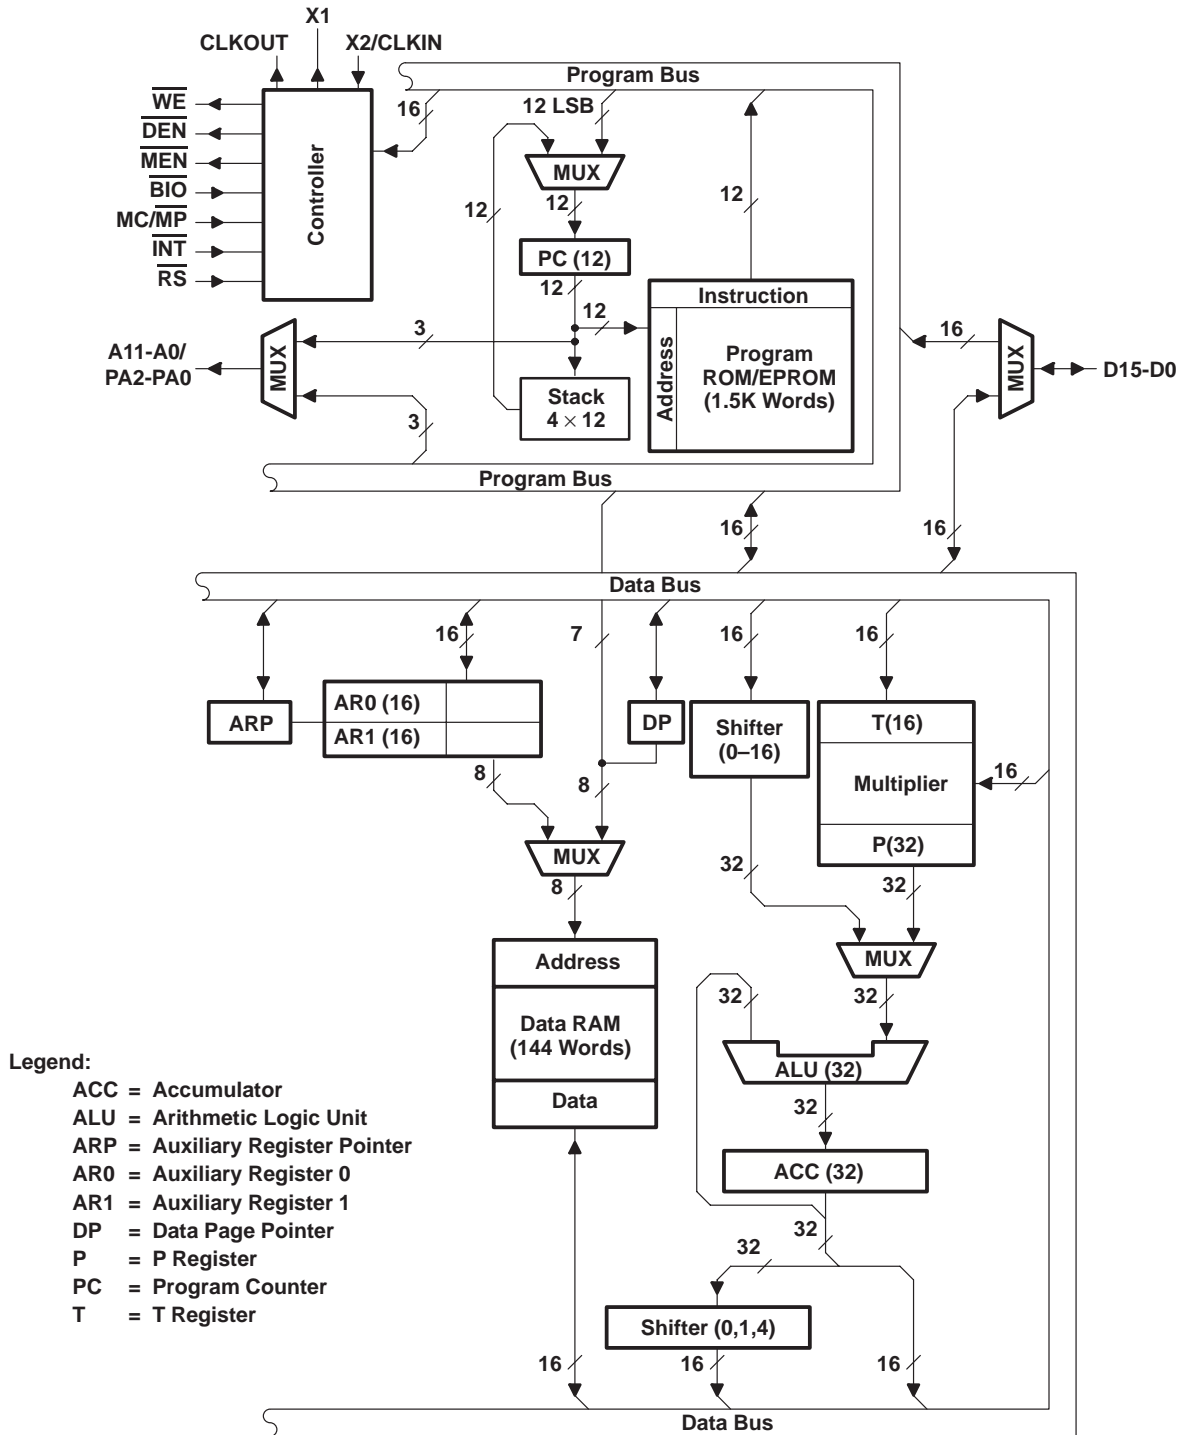 X1
CLKOUT
X2/CLKIN
Program Bus
WE
DEN
MEN
BIO
MC/MP
INT
RS
Controller
16
12 LSB
MUX
12
12
12
PC (12)
12
12
Instruction
Address
Program
ROM/EPROM
(1.5K Words)
3
A11-A0/
PA2-PA0
MUX
Stack
4 × 12
3
16
MUX
D15-D0
Program Bus
16
16
Data Bus
16
7
16
16
ARP
AR0 (16)
AR1 (16)
DP
Shifter
(0–16)
T(16)
Multiplier
P(32)
16
8
8
MUX
8
32
32
MUX
Address
Data RAM
(144 Words)
Data
32
32
ALU (32)
32
ACC (32)
32
32
Shifter (0,1,4)
16
16
16
Data Bus
Legend:
ACC = Accumulator
ALU = Arithmetic Logic Unit
ARP = Auxiliary Register Pointer
AR0 = Auxiliary Register 0
AR1 = Auxiliary Register 1
DP = Data Page Pointer
P = P Register
PC = Program Counter
T = T Register